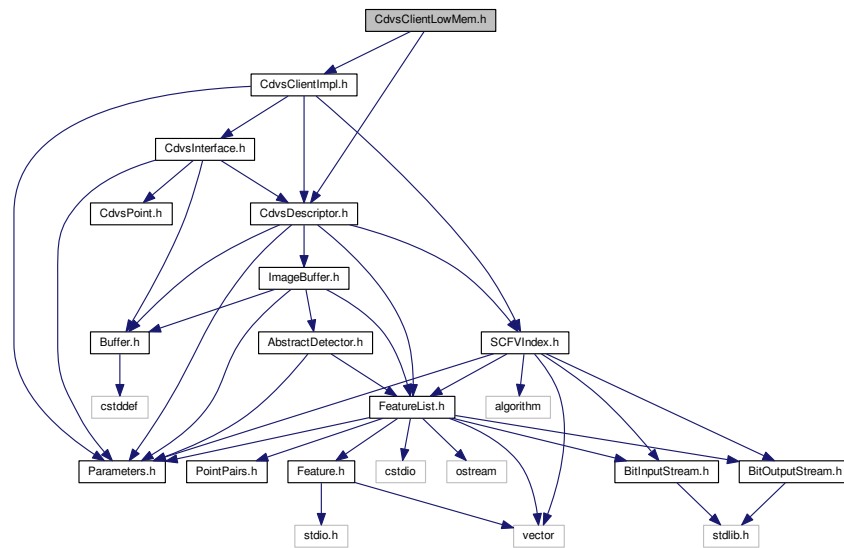 CdvsClientLowMem.h
CdvsClientImpl.h
CdvsInterface.h
CdvsPoint.h
CdvsDescriptor.h
ImageBuffer.h
Buffer.h
AbstractDetector.h
SCFVIndex.h
cstddef
FeatureList.h
algorithm
Parameters.h
PointPairs.h
Feature.h
cstdio
ostream
BitInputStream.h
BitOutputStream.h
stdio.h
vector
stdlib.h